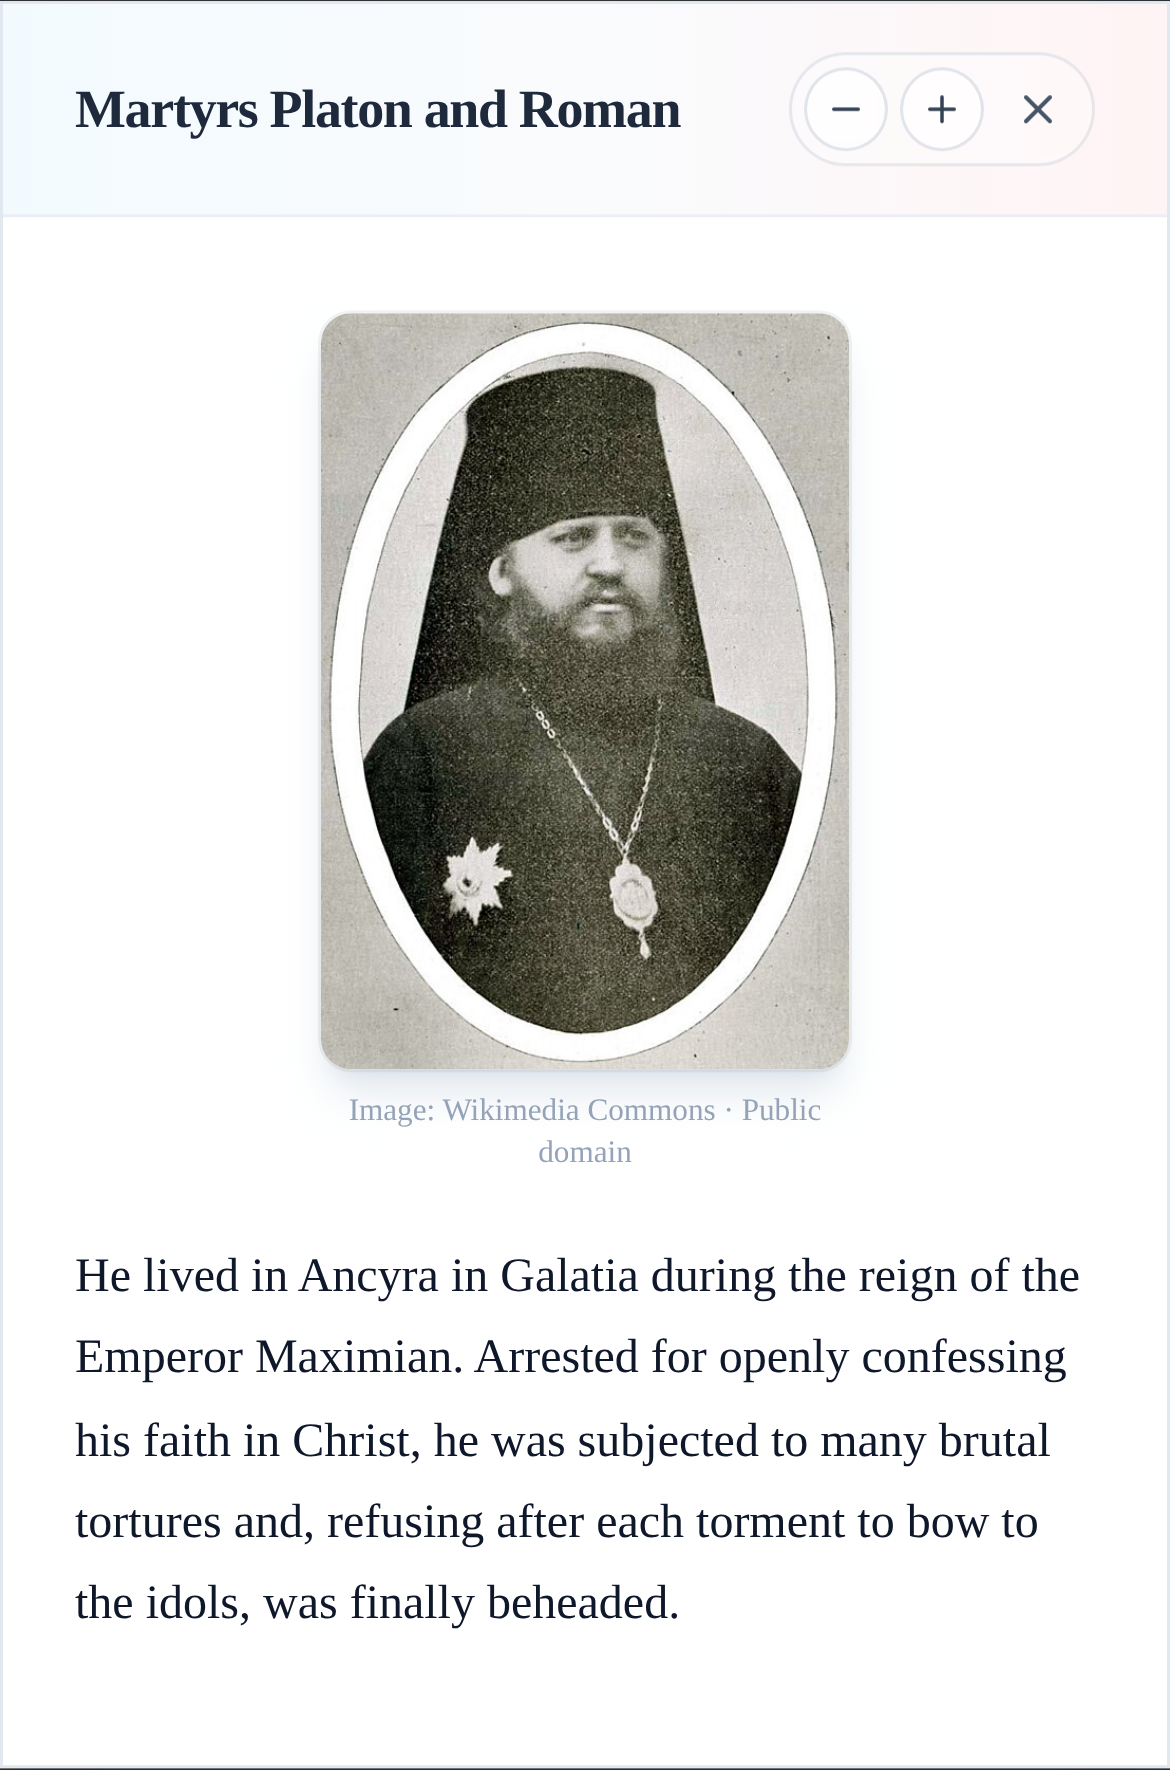 Martyrs Platon and Roman
Image: Wikimedia Commons · Public
domain
He lived in Ancyra in Galatia during the reign of the
Emperor Maximian. Arrested for openly confessing
his faith in Christ, he was subjected to many brutal
tortures and, refusing after each torment to bow to
the idols, was finally beheaded.